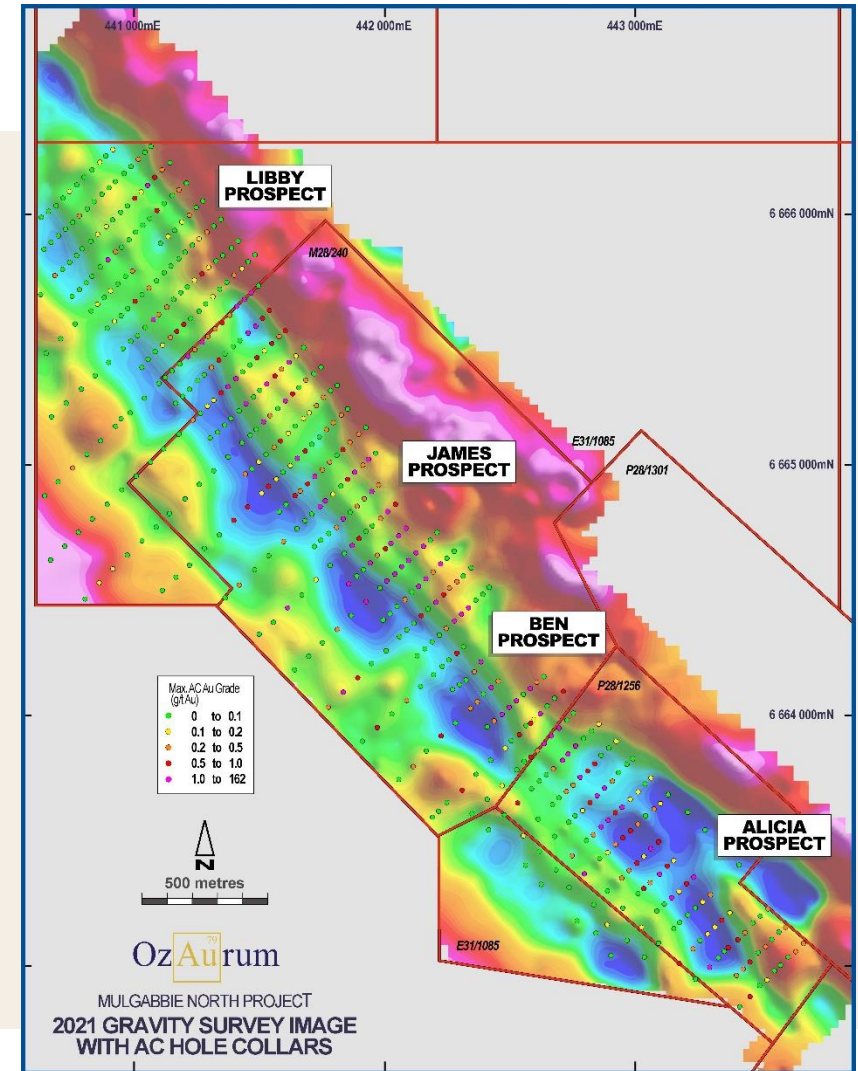 441 000mE
442 000mE
443 000mE
LIBBY
PROSPECT
6 666 000mN
M28/240
JAMES
PROSPECT
E31/1085
P28/1301
6 665 000mN
BEN
PROSPECT
P28/1256
6 664 000mN
Max. AC Au Grade
(g/t Au)
0 to 0.1
0.1 to 0.2
0.2 to 0.5
0.5 to 1.0
1.0 to 162
ALICIA
PROSPECT
N
500 metres
E31/1085
79
OzAurum
MULGABBIE NORTH PROJECT
2021 GRAVITY SURVEY IMAGE
WITH AC HOLE COLLARS